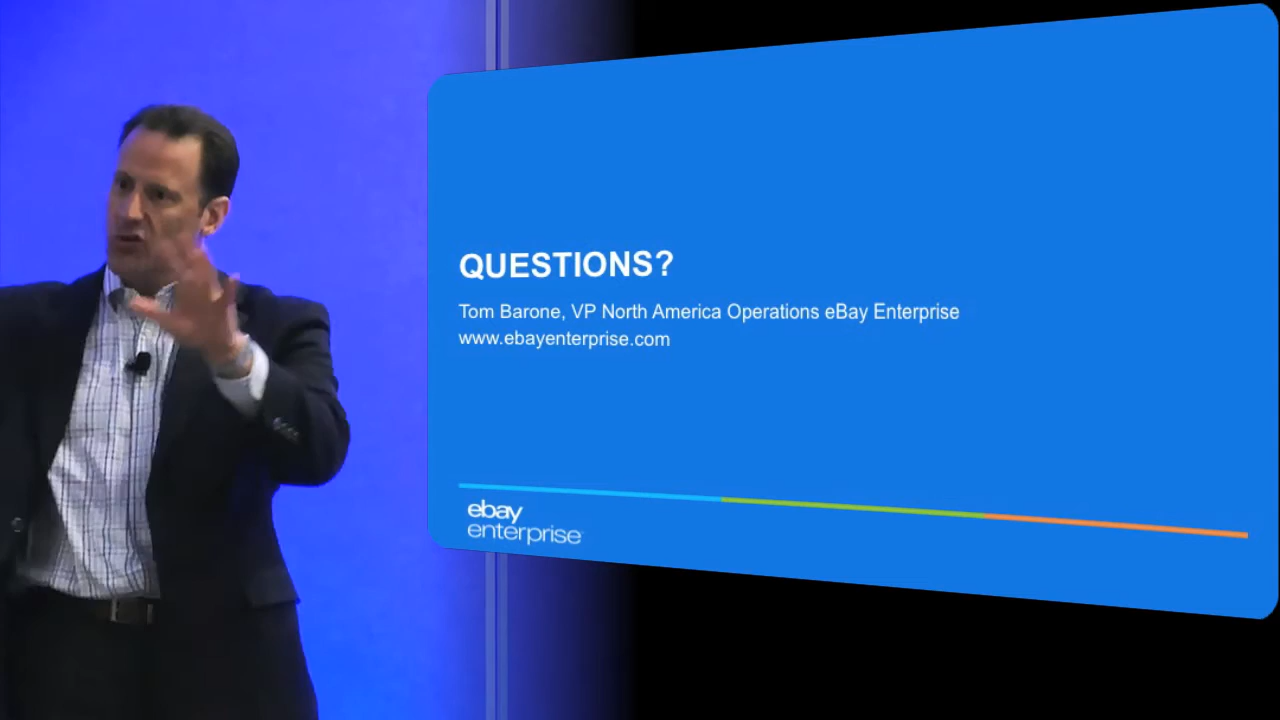 QUESTIONS?
Tom Barone, VP North America Operations eBay Enterprise
www.ebayenterprise.com
ebay
enterprise